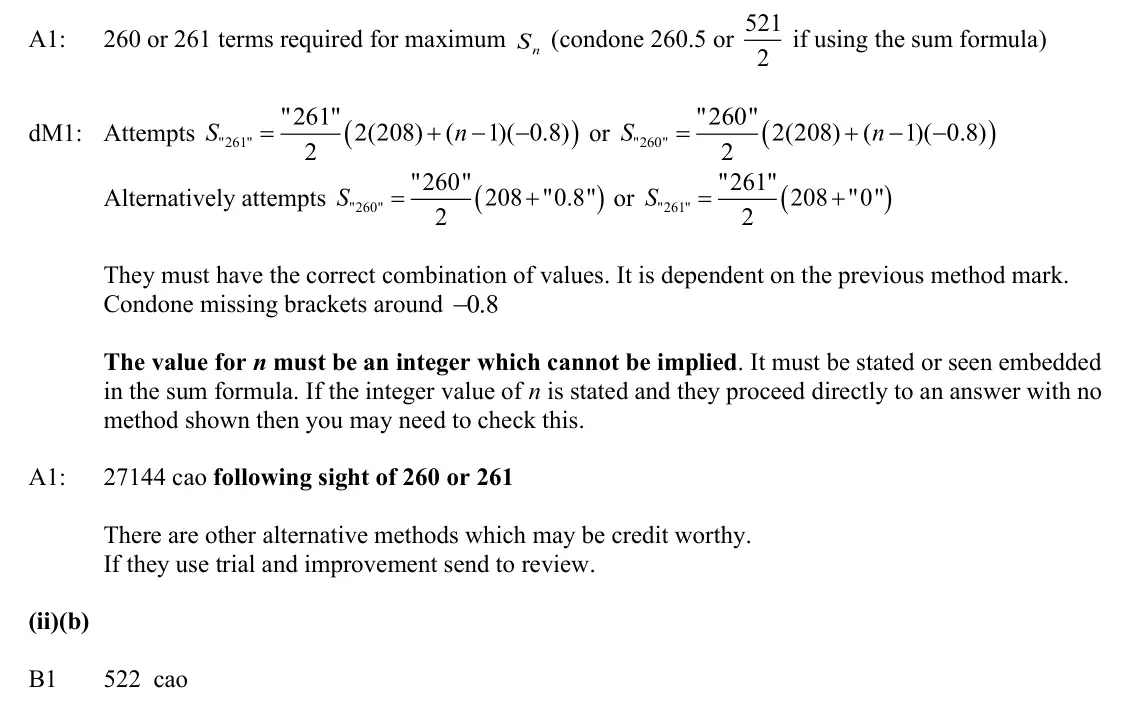 A1: 260 or 261 terms required for maximum Sₙ (condone 260.5 or 521/2 if using the sum formula)
dM1: Attempts S"261" = "261"/2 (2(208)+(n−1)(−0.8)) or S"260" = "260"/2 (2(208)+(n−1)(−0.8))
Alternatively attempts S"260" = "260"/2 (208+"0.8") or S"261" = "261"/2 (208+"0")
They must have the correct combination of values. It is dependent on the previous method mark.
Condone missing brackets around −0.8
The value for n must be an integer which cannot be implied. It must be stated or seen embedded
in the sum formula. If the integer value of n is stated and they proceed directly to an answer with no
method shown then you may need to check this.
A1: 27144 cao following sight of 260 or 261
There are other alternative methods which may be credit worthy.
If they use trial and improvement send to review.
(ii)(b)
B1 522 cao